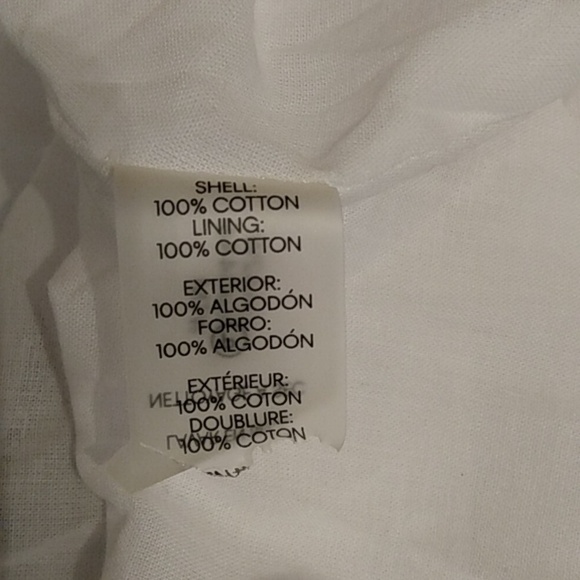 SHELL:
100% COTTON
LINING:
100% COTTON
EXTERIOR:
100% ALGODÓN
FORRO:
100% ALGODÓN
EXTÉRIEUR:
100% COTON
DOUBLURE:
100% COTON